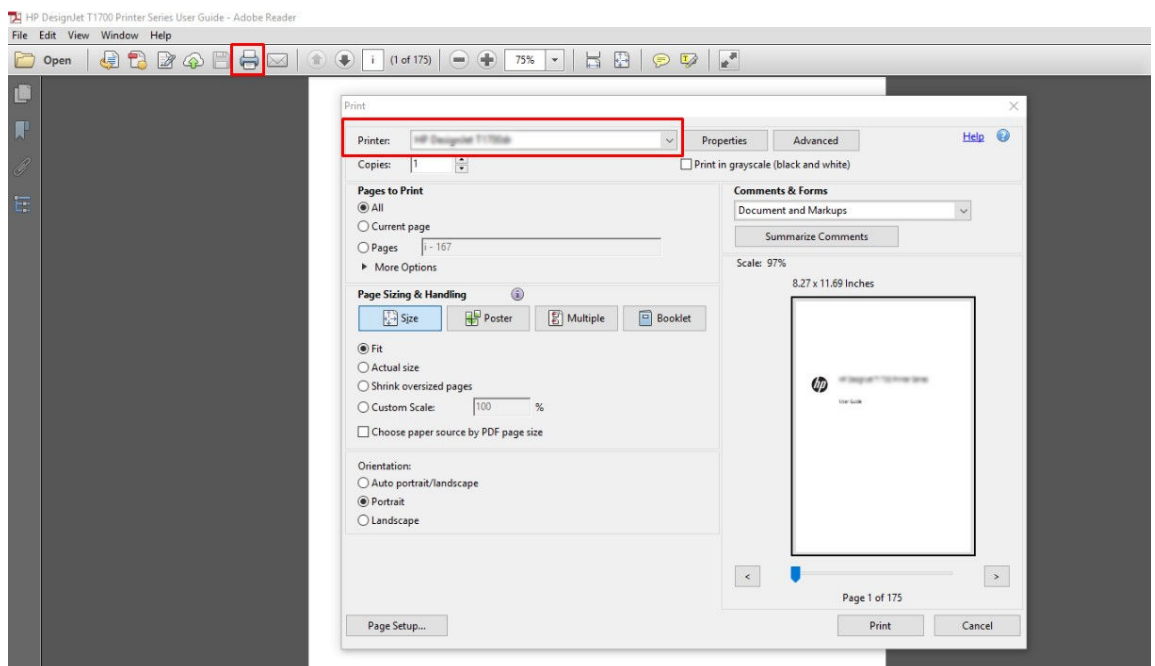 HP DesignJet T1700 Printer Series User Guide - Adobe Reader
File Edit View Window Help
Open i (1 of 175) 75%
Print
Printer: Properties Advanced Help
Copies: 1 Print in grayscale (black and white)
Pages to Print Comments & Forms
All Document and Markups
Current page
Pages i - 167 Summarize Comments
More Options
Scale: 97%
8.27 x 11.69 Inches
Page Sizing & Handling
Size Poster Multiple Booklet
Fit
Actual size
Shrink oversized pages
Custom Scale: 100 %
Choose paper source by PDF page size
hp
User Guide
Orientation:
Auto portrait/landscape
Portrait
Landscape
< >
Page 1 of 175
Page Setup... Print Cancel